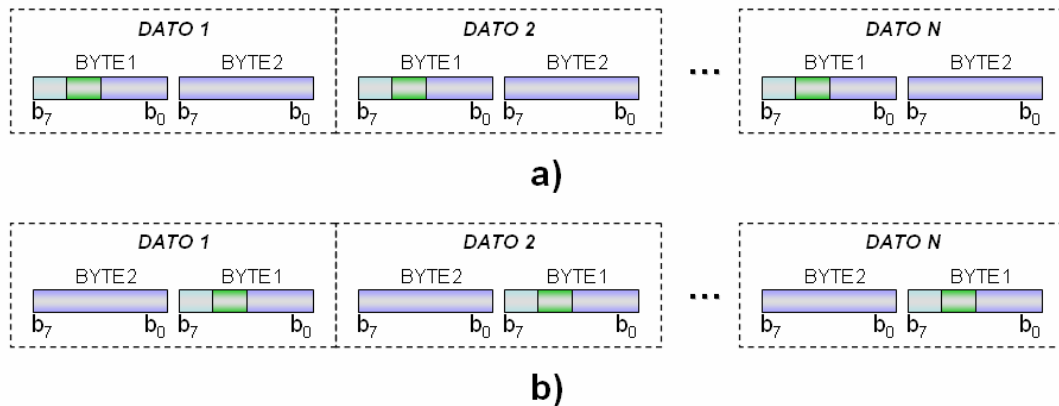 DATO 1 DATO 2 DATO N
BYTE1 BYTE2 BYTE1 BYTE2 ... BYTE1 BYTE2
b7 b0 b7 b0 b7 b0 b7 b0 b7 b0 b7 b0
a)
DATO 1 DATO 2 DATO N
BYTE2 BYTE1 BYTE2 BYTE1 ... BYTE2 BYTE1
b7 b0 b7 b0 b7 b0 b7 b0 b7 b0 b7 b0
b)